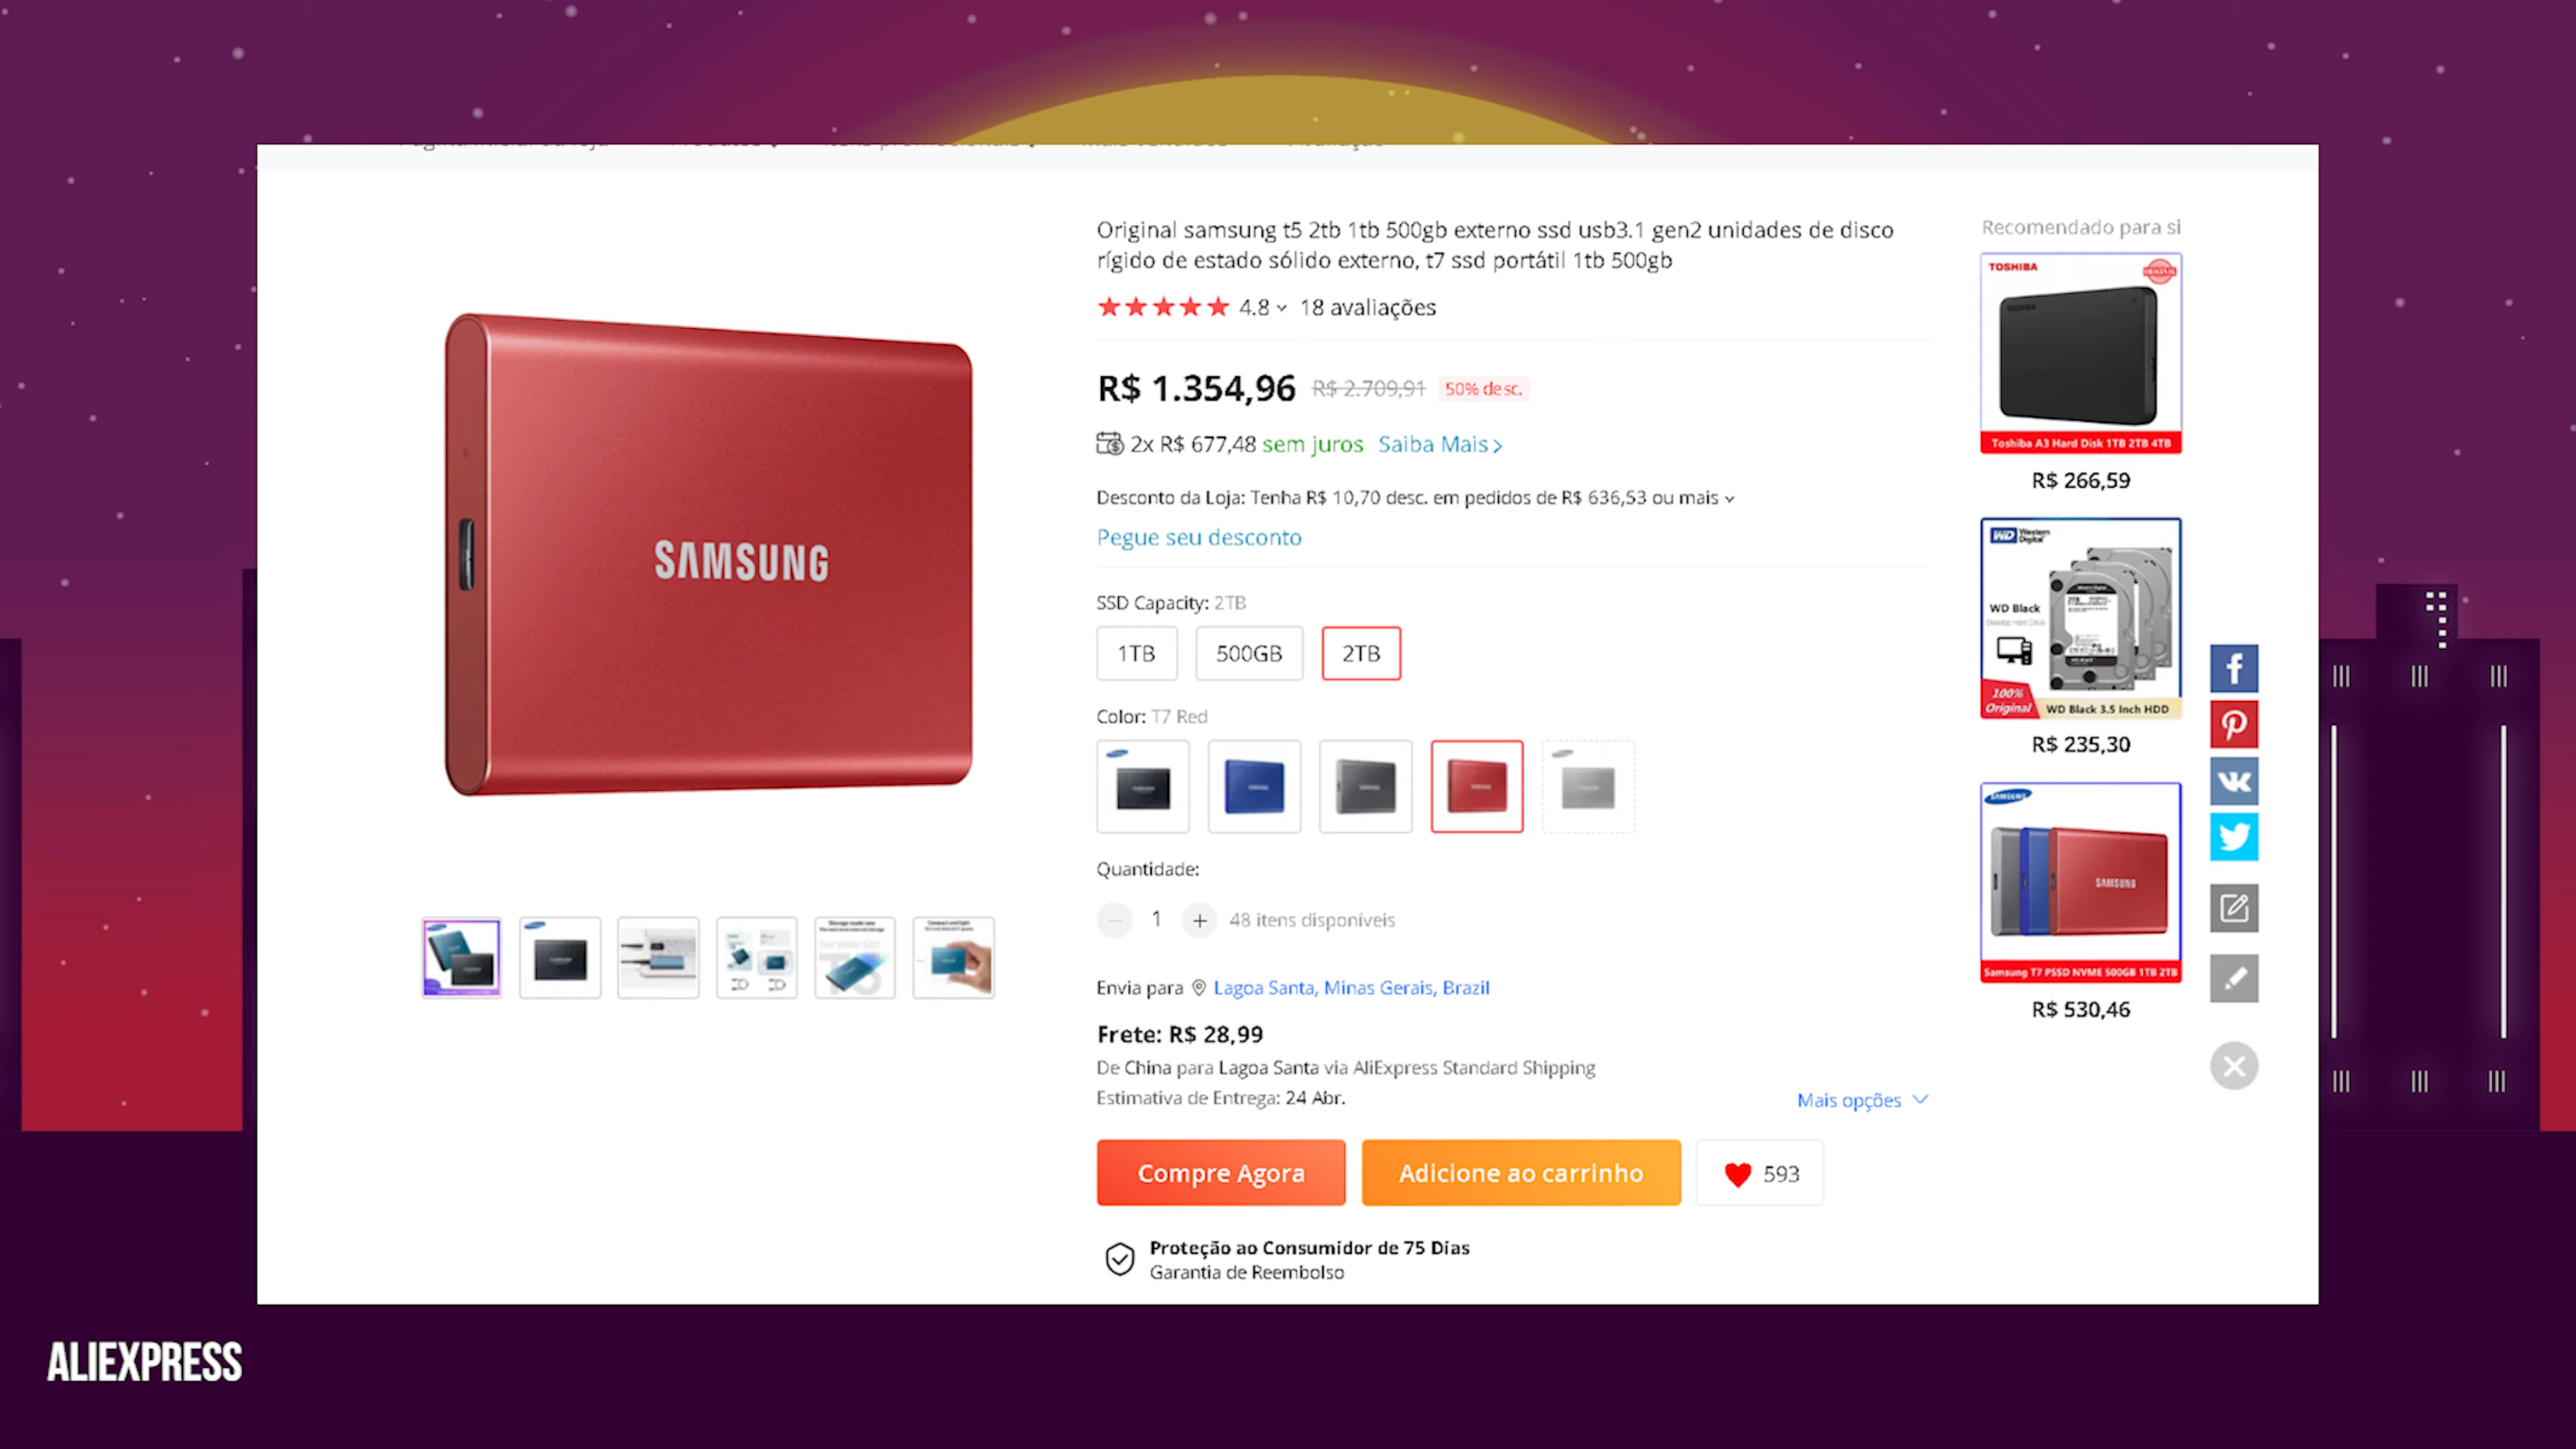 Original samsung t5 2tb 1tb 500gb externo ssd usb3.1 gen2 unidades de disco
rígido de estado sólido externo, t7 ssd portátil 1tb 500gb
4.8 18 avaliações
R$ 1.354,96 R$ 2.709,91 50% desc.
2x R$ 677,48 sem juros Saiba Mais
Desconto da Loja: Tenha R$ 10,70 desc. em pedidos de R$ 636,53 ou mais
Pegue seu desconto
SSD Capacity: 2TB
1TB 500GB 2TB
Color: T7 Red
Quantidade:
1 48 itens disponíveis
Envia para Lagoa Santa, Minas Gerais, Brazil
Frete: R$ 28,99
De China para Lagoa Santa via AliExpress Standard Shipping
Estimativa de Entrega: 24 Abr.
Mais opções
Compre Agora Adicione ao carrinho 593
Proteção ao Consumidor de 75 Dias
Garantia de Reembolso
SAMSUNG
Recomendado para si
TOSHIBA
ORIGINAL
Toshiba A3 Hard Disk 1TB 2TB 4TB
R$ 266,59
WD Western
Digital
WD Black
Desktop Hard Drive
100%
Original
WD Black 3.5 Inch HDD
R$ 235,30
SAMSUNG
SAMSUNG
Samsung T7 PSSD NVME 500GB 1TB 2TB
R$ 530,46
ALIEXPRESS